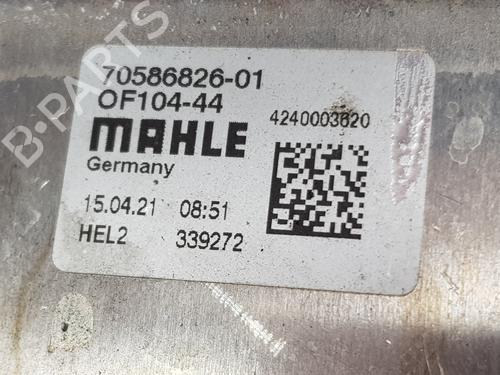 70586826-01
OF104-44
MAHLE
4240003620
Germany
15.04.21 08:51
HEL2 339272
B-PARTS